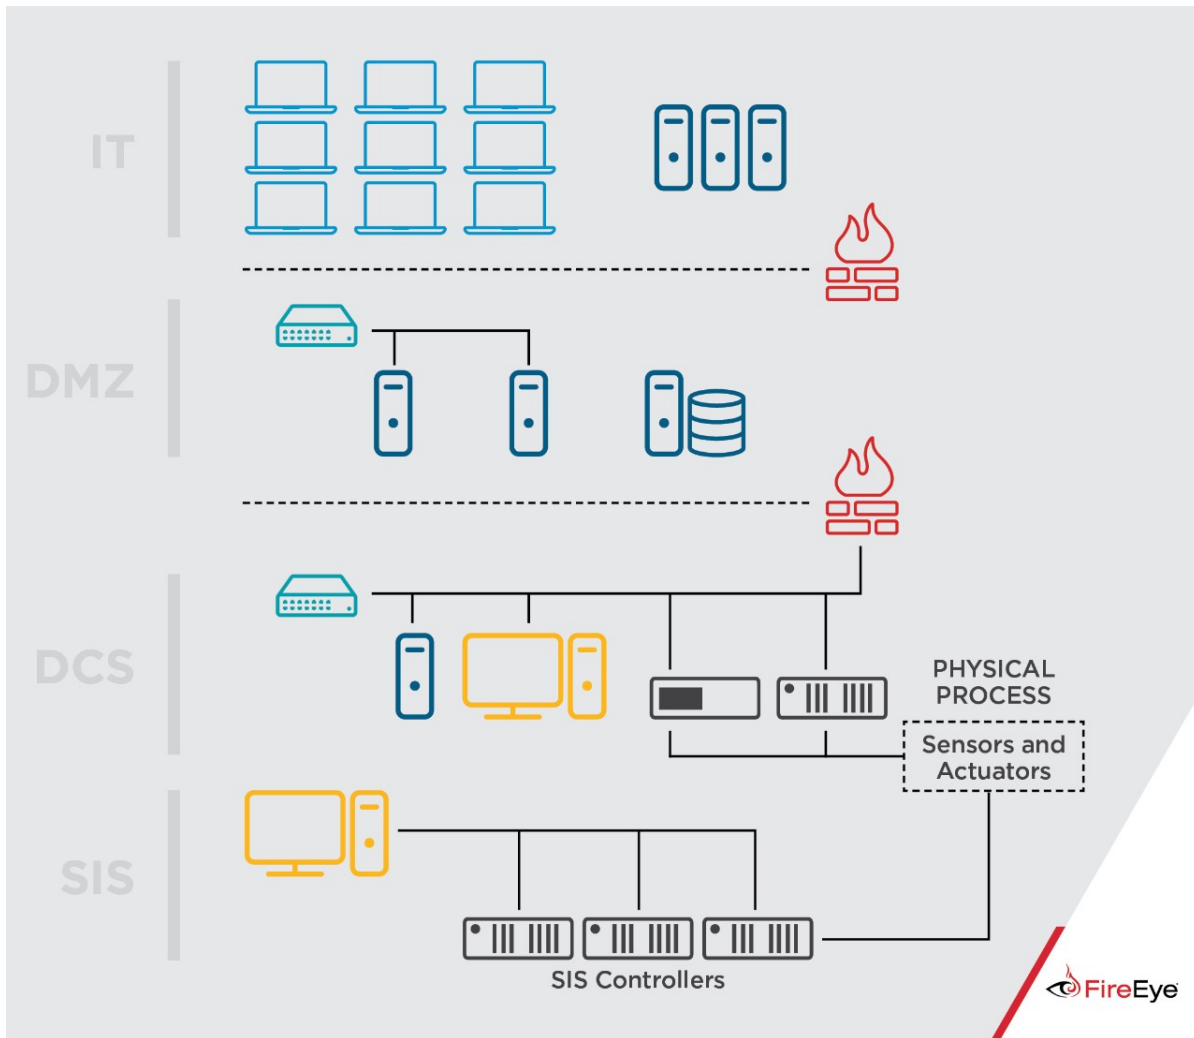 IT
DMZ
DCS
PHYSICAL
PROCESS
Sensors and
Actuators
SIS
SIS Controllers
FireEye